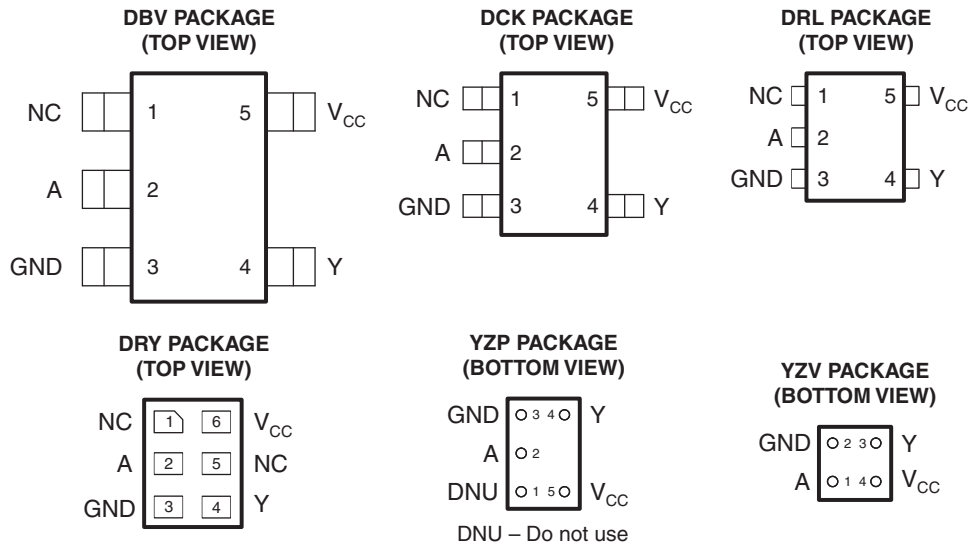 DBV PACKAGE
(TOP VIEW)
NC 1 5 VCC
A 2
GND 3 4 Y
DCK PACKAGE
(TOP VIEW)
NC 1 5 VCC
A 2
GND 3 4 Y
DRL PACKAGE
(TOP VIEW)
NC 1 5 VCC
A 2
GND 3 4 Y
DRY PACKAGE
(TOP VIEW)
NC 1 6 VCC
A 2 5 NC
GND 3 4 Y
YZP PACKAGE
(BOTTOM VIEW)
GND 3 4 Y
A 2
DNU 1 5 VCC
DNU – Do not use
YZV PACKAGE
(BOTTOM VIEW)
GND 2 3 Y
A 1 4 VCC